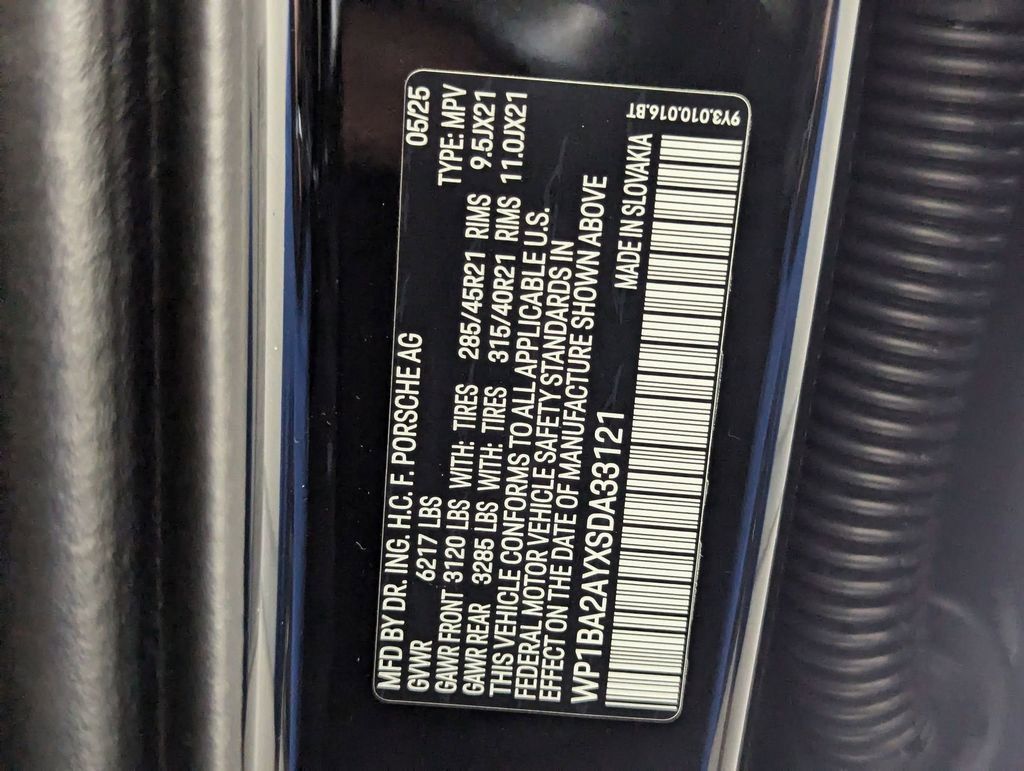 MFD BY DR. ING. H.C. F. PORSCHE AG 05/25
GVWR 6217 LBS TYPE: MPV
GAWR FRONT 3120 LBS WITH: TIRES 285/45R21 RIMS 9.5JX21
GAWR REAR 3285 LBS WITH: TIRES 315/40R21 RIMS 11.0JX21
THIS VEHICLE CONFORMS TO ALL APPLICABLE U.S.
FEDERAL MOTOR VEHICLE SAFETY STANDARDS IN
EFFECT ON THE DATE OF MANUFACTURE SHOWN ABOVE
WP1BA2AYXSDA33121 MADE IN SLOVAKIA
9Y3.010.016.BT